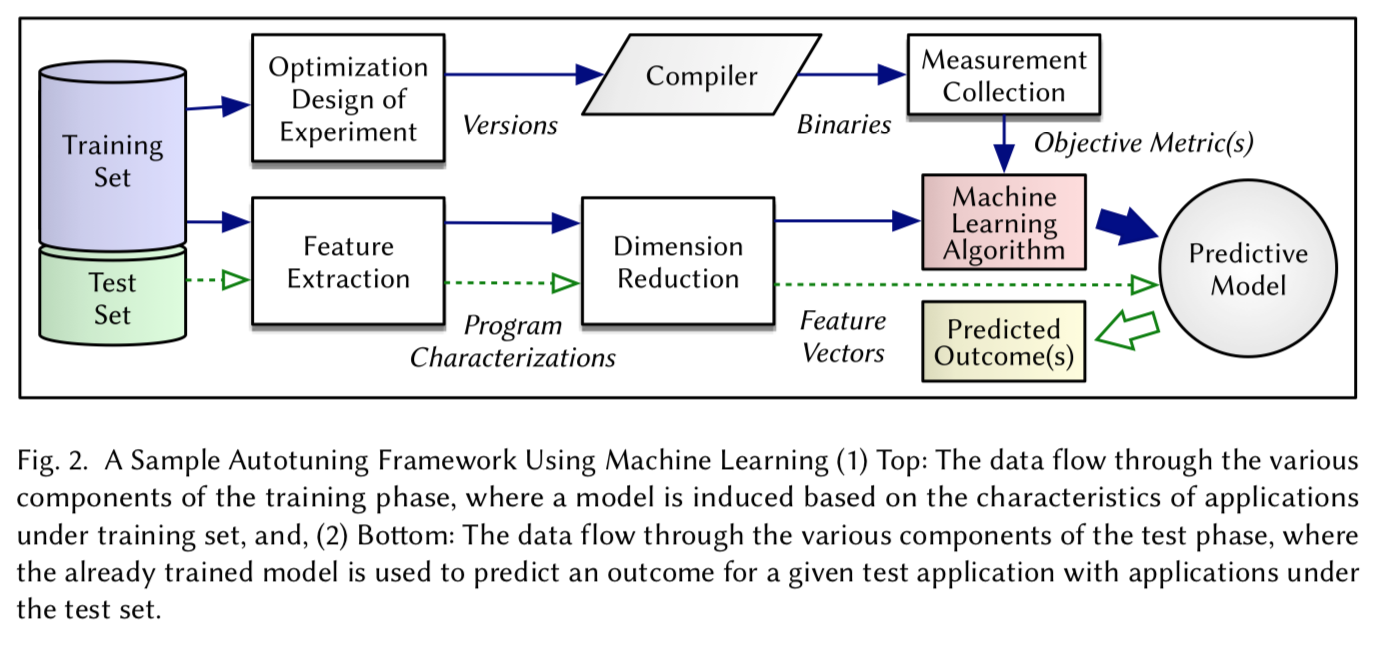 Training
Set
Test
Set
Optimization
Design of
Experiment
Versions
Compiler
Binaries
Measurement
Collection
Objective Metric(s)
Feature
Extraction
Program
Characterizations
Dimension
Reduction
Feature
Vectors
Machine
Learning
Algorithm
Predictive
Model
Predicted
Outcome(s)
Fig. 2. A Sample Autotuning Framework Using Machine Learning (1) Top: The data flow through the various
components of the training phase, where a model is induced based on the characteristics of applications
under training set, and, (2) Bottom: The data flow through the various components of the test phase, where
the already trained model is used to predict an outcome for a given test application with applications under
the test set.